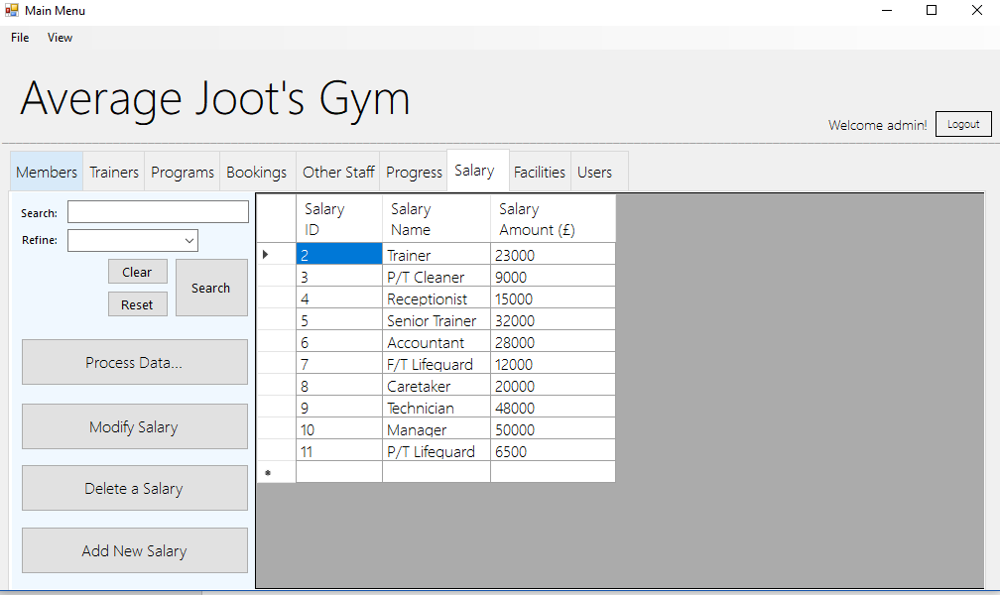 Main Menu
File View
Average Joot's Gym
Welcome admin! Logout
Members Trainers Programs Bookings Other Staff Progress Salary Facilities Users
Search:
Refine:
Clear
Search
Reset
Process Data...
Modify Salary
Delete a Salary
Add New Salary
Salary ID Salary Name Salary Amount (£)
2 Trainer 23000
3 P/T Cleaner 9000
4 Receptionist 15000
5 Senior Trainer 32000
6 Accountant 28000
7 F/T Lifeguard 12000
8 Caretaker 20000
9 Technician 48000
10 Manager 50000
11 P/T Lifeguard 6500